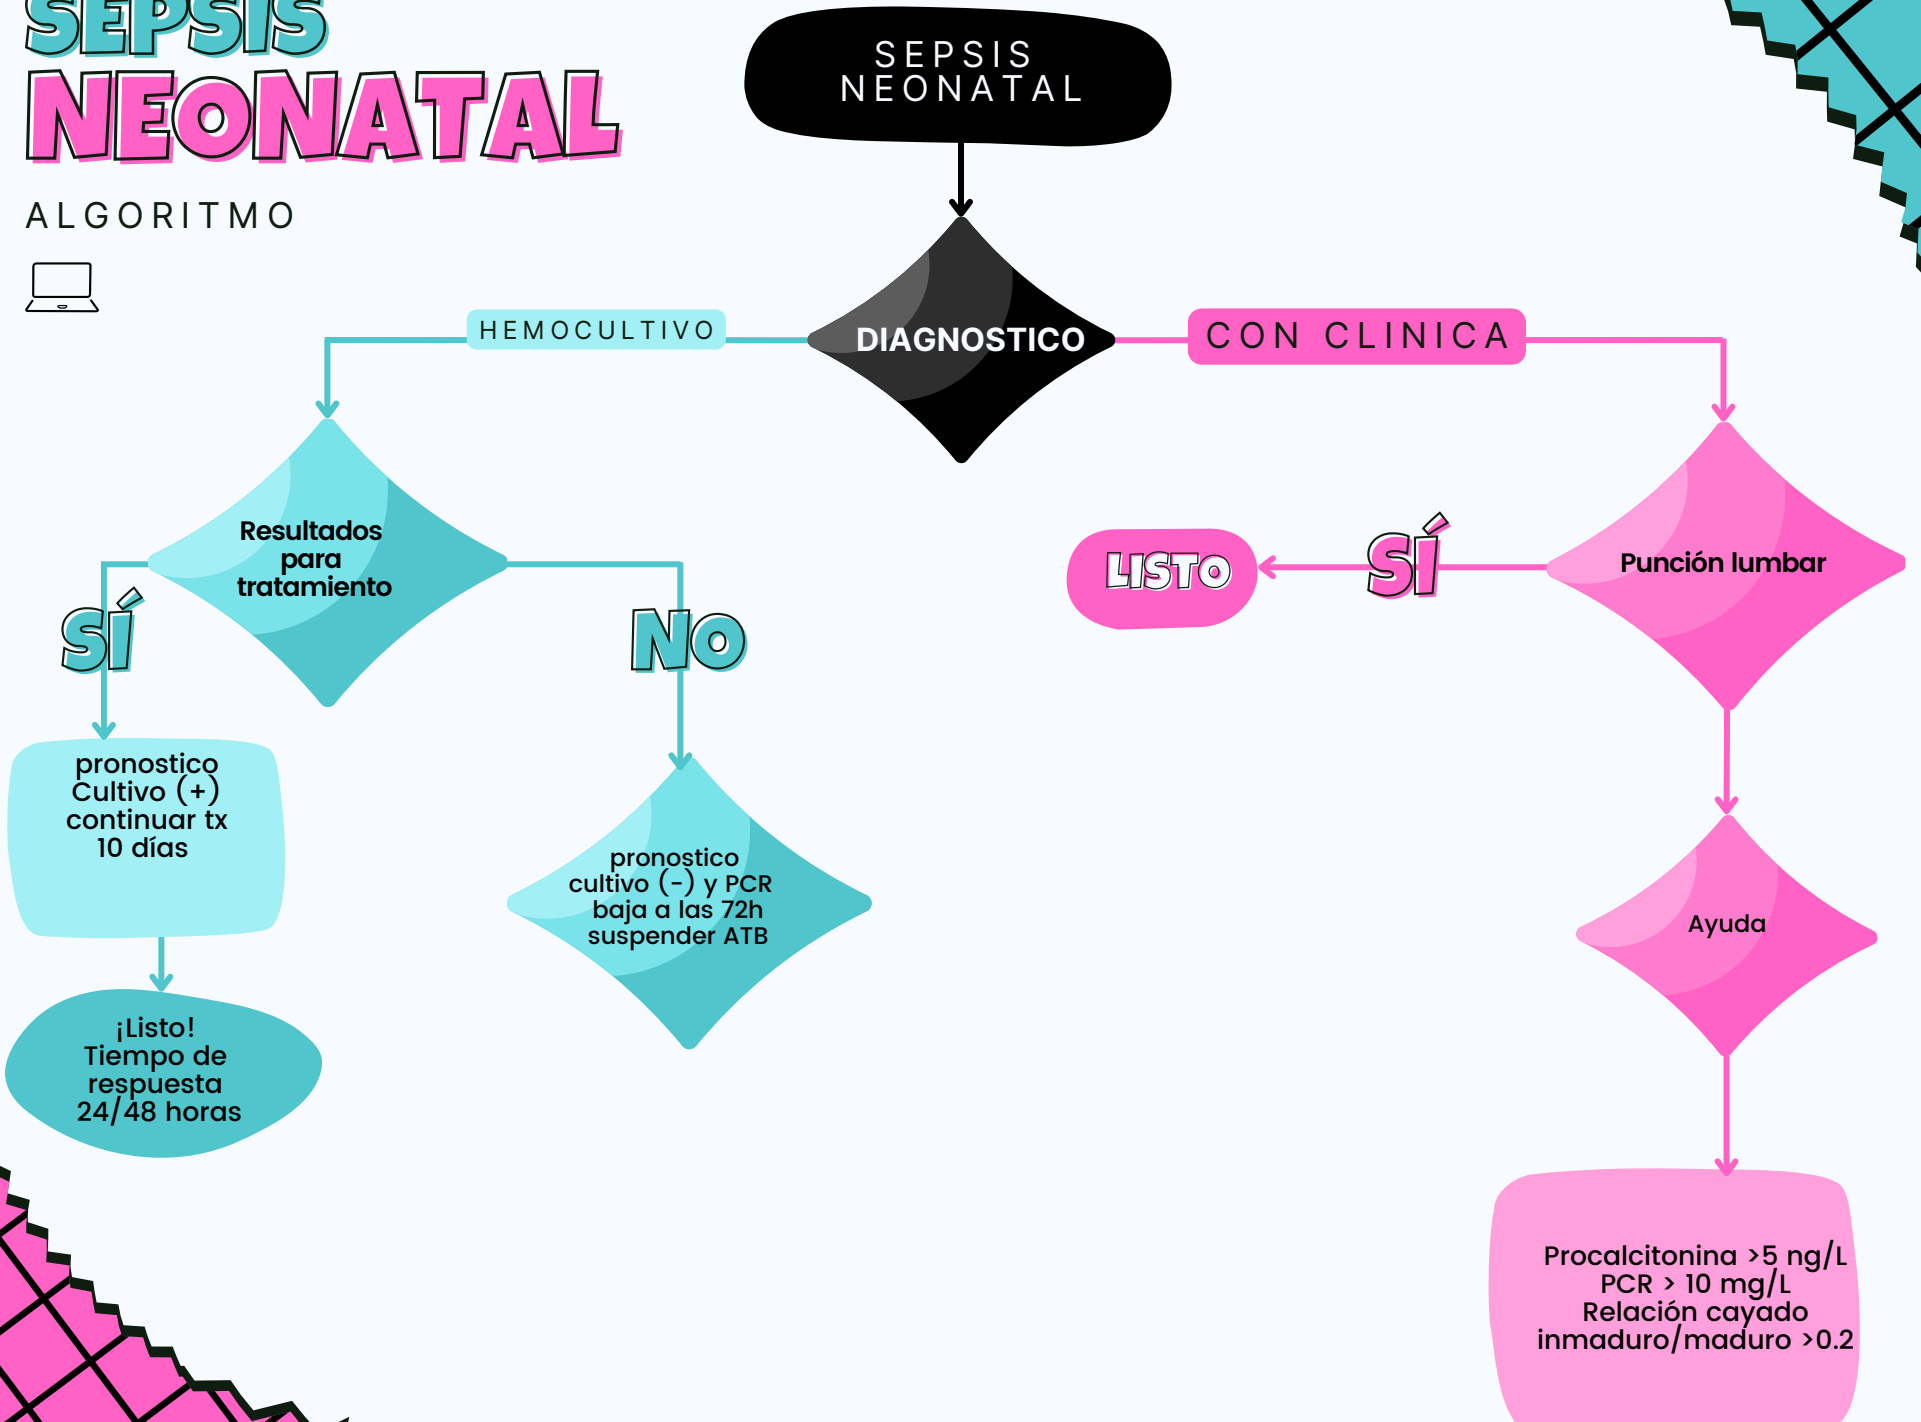 SEPSIS
NEONATAL
ALGORITMO
SEPSIS
NEONATAL
DIAGNOSTICO
HEMOCULTIVO
CON CLINICA
Resultados
para
tratamiento
SÍ
NO
pronostico
Cultivo (+)
continuar tx
10 días
¡Listo!
Tiempo de
respuesta
24/48 horas
pronostico
cultivo (-) y PCR
baja a las 72h
suspender ATB
Punción lumbar
SÍ
LISTO
Ayuda
Procalcitonina >5 ng/L
PCR > 10 mg/L
Relación cayado
inmaduro/maduro >0.2